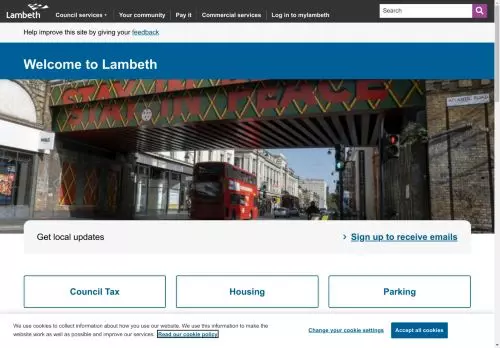 Lambeth
Council services
Your community
Pay it
Commercial services
Log in to mylambeth
Search
Help improve this site by giving your feedback
Welcome to Lambeth
STAY IN PEACE
ATLANTIC ROAD
Get local updates
Sign up to receive emails
Council Tax
Housing
Parking
We use cookies to collect information about how you use our website. We use this information to make the
website work as well as possible and improve our services. Read our cookie policy
Change your cookie settings
Accept all cookies